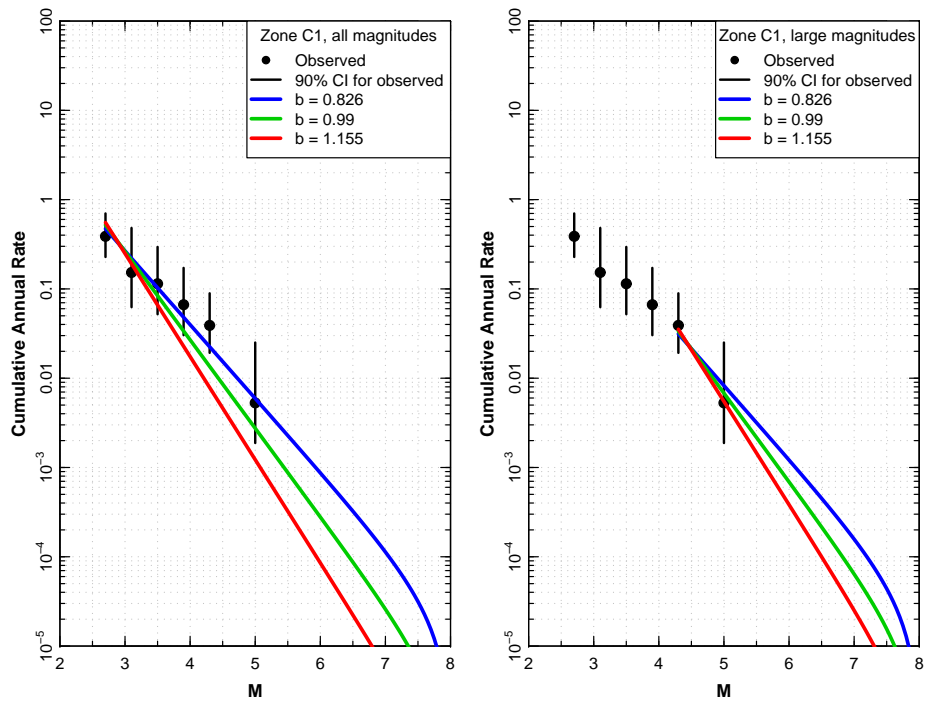 Zone C1, all magnitudes
Observed
90% CI for observed
b = 0.826
b = 0.99
b = 1.155
100
10
1
0.1
0.01
10−3
10−4
10−5
Cumulative Annual Rate
2 3 4 5 6 7 8
M
Zone C1, large magnitudes
Observed
90% CI for observed
b = 0.826
b = 0.99
b = 1.155
100
10
1
0.1
0.01
10−3
10−4
10−5
Cumulative Annual Rate
2 3 4 5 6 7 8
M